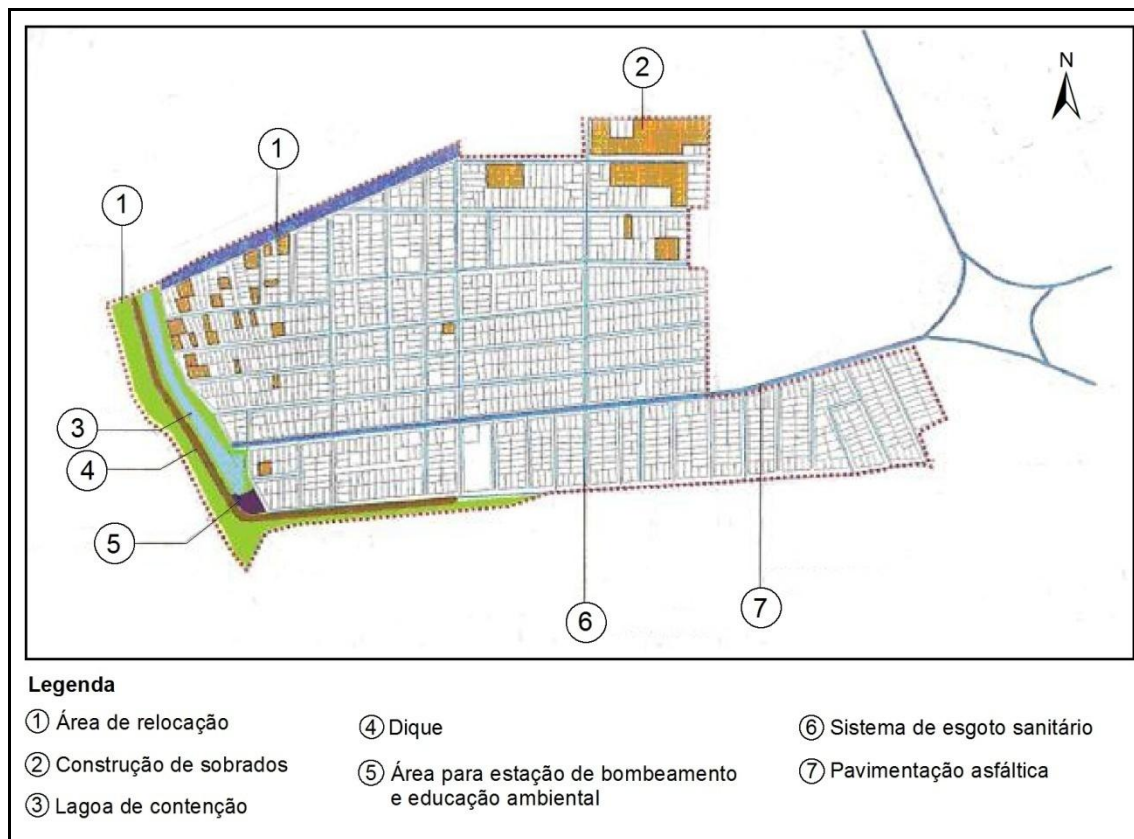 N
2
1
1
3
4
5
6
7
Legenda
1 Área de relocação
2 Construção de sobrados
3 Lagoa de contenção
4 Dique
5 Área para estação de bombeamento
e educação ambiental
6 Sistema de esgoto sanitário
7 Pavimentação asfáltica